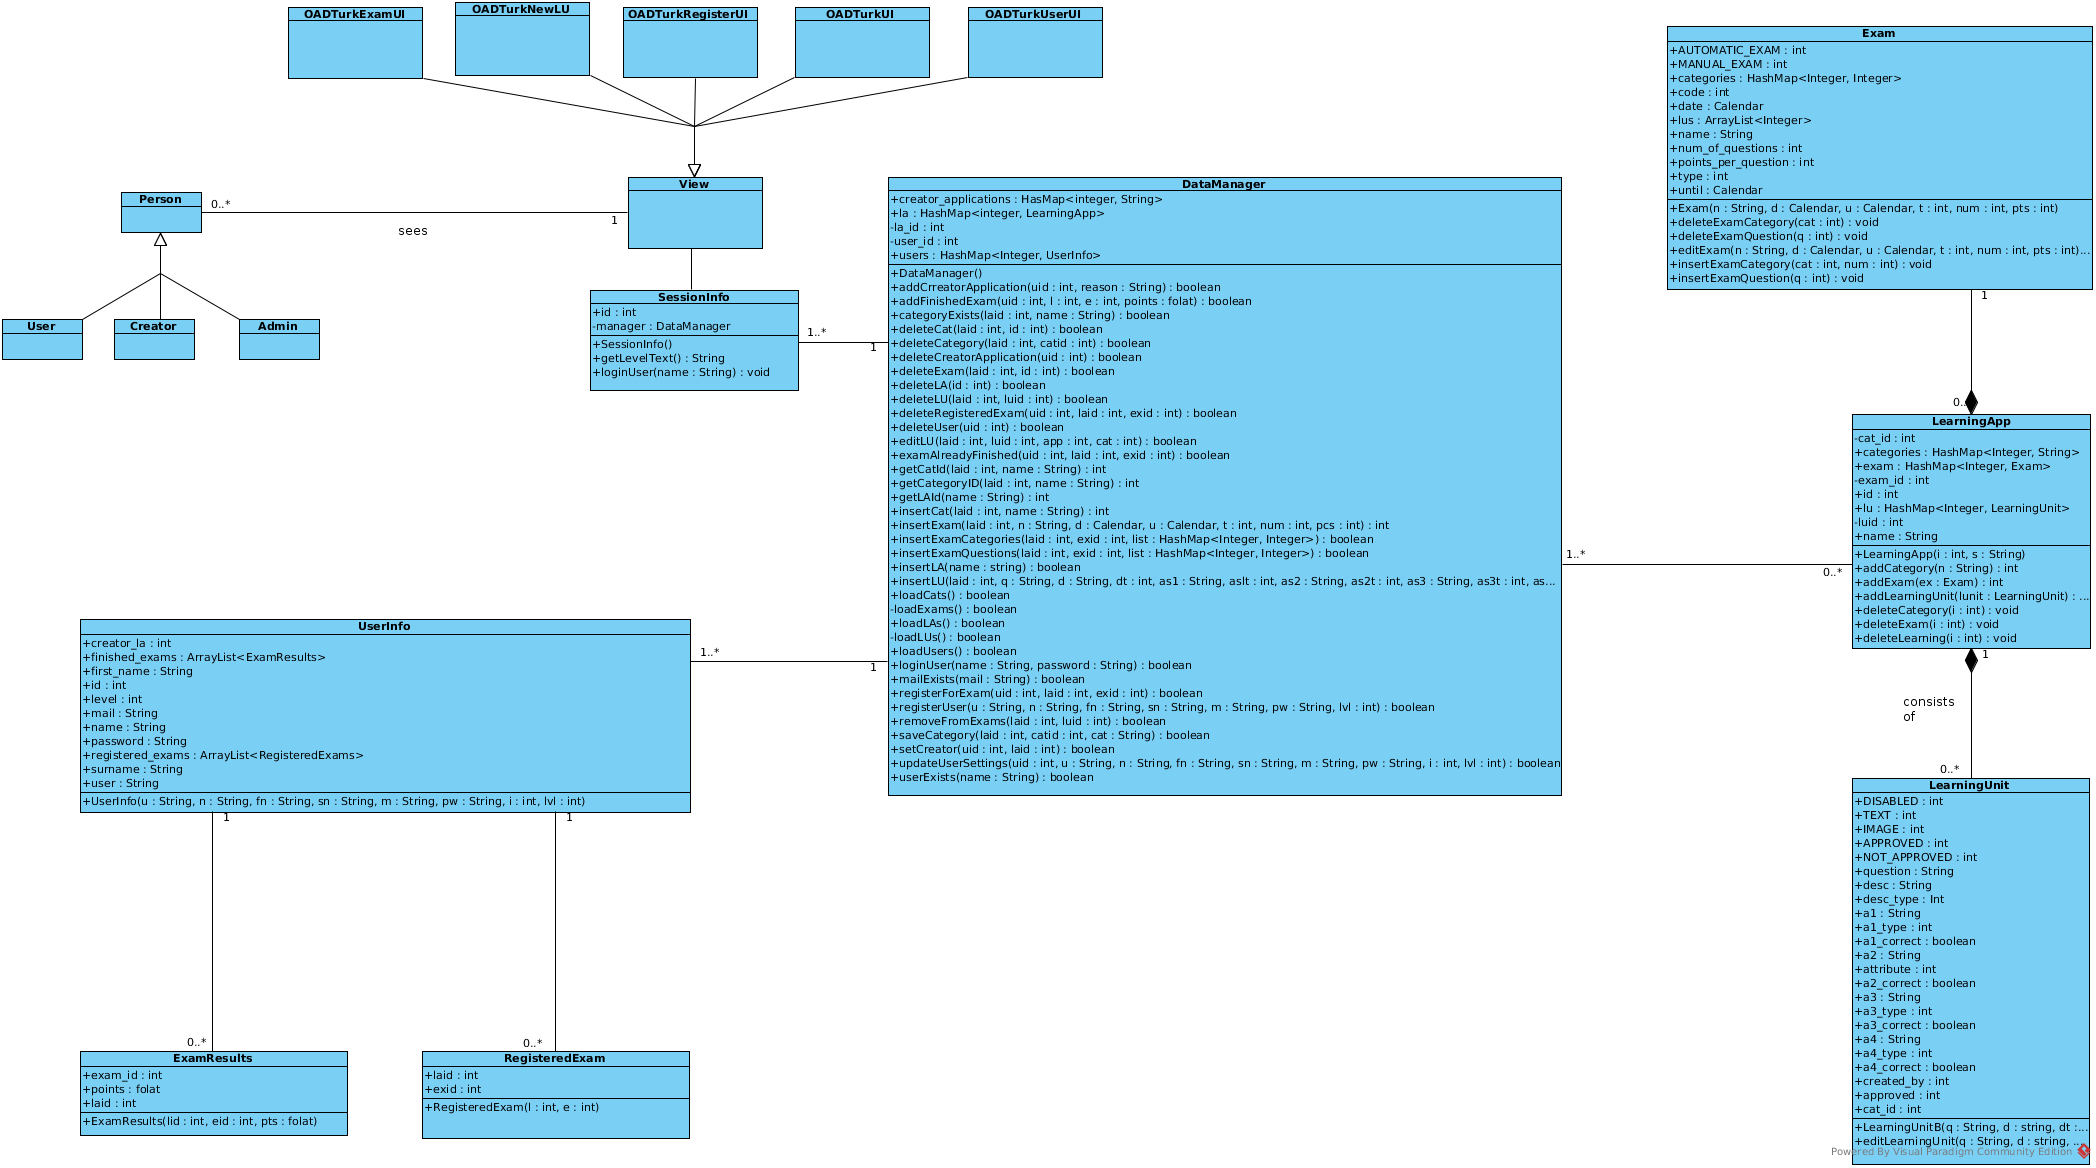 OADTurkExamUI
OADTurkNewLU
OADTurkRegisterUI
OADTurkUI
OADTurkUserUI
View
Person
0..*
sees
1
User
Creator
Admin
SessionInfo
+id : int
-manager : DataManager
+SessionInfo()
+getLevelText() : String
+loginUser(name : String) : void
1..*
1
DataManager
+creator_applications : HasMap<integer, String>
+la : HashMap<integer, LearningApp>
-la_id : int
-user_id : int
+users : HashMap<Integer, UserInfo>
+DataManager()
+addCrreatorApplication(uid : int, reason : String) : boolean
+addFinishedExam(uid : int, l : int, e : int, points : folat) : boolean
+categoryExists(laid : int, name : String) : boolean
+deleteCat(laid : int, id : int) : boolean
+deleteCategory(laid : int, catid : int) : boolean
+deleteCreatorApplication(uid : int) : boolean
+deleteExam(laid : int, id : int) : boolean
+deleteLA(id : int) : boolean
+deleteLU(laid : int, luid : int) : boolean
+deleteRegisteredExam(uid : int, laid : int, exid : int) : boolean
+deleteUser(uid : int) : boolean
+editLU(laid : int, luid : int, app : int, cat : int) : boolean
+examAlreadyFinished(uid : int, laid : int, exid : int) : boolean
+getCatId(laid : int, name : String) : int
+getCategoryID(laid : int, name : String) : int
+getLAId(name : String) : int
+insertCat(laid : int, name : String) : int
+insertExam(laid : int, n : String, d : Calendar, u : Calendar, t : int, num : int, pcs : int) : int
+insertExamCategories(laid : int, exid : int, list : HashMap<Integer, Integer>) : boolean
+insertExamQuestions(laid : int, exid : int, list : HashMap<Integer, Integer>) : boolean
+insertLA(name : string) : boolean
+insertLU(laid : int, q : String, d : String, dt : int, as1 : String, aslt : int, as2 : String, as2t : int, as3 : String, as3t : int, as...
+loadCats() : boolean
-loadExams() : boolean
+loadLAs() : boolean
-loadLUs() : boolean
+loadUsers() : boolean
+loginUser(name : String, password : String) : boolean
+mailExists(mail : String) : boolean
+registerForExam(uid : int, laid : int, exid : int) : boolean
+registerUser(u : String, n : String, fn : String, sn : String, m : String, pw : String, lvl : int) : boolean
+removeFromExams(laid : int, luid : int) : boolean
+saveCategory(laid : int, catid : int, cat : String) : boolean
+setCreator(uid : int, laid : int) : boolean
+updateUserSettings(uid : int, u : String, n : String, fn : String, sn : String, m : String, pw : String, i : int, lvl : int) : boolean
+userExists(name : String) : boolean
Exam
+AUTOMATIC_EXAM : int
+MANUAL_EXAM : int
+categories : HashMap<Integer, Integer>
+code : int
+date : Calendar
+lus : ArrayList<Integer>
+name : String
+num_of_questions : int
+points_per_question : int
+type : int
+until : Calendar
+Exam(n : String, d : Calendar, u : Calendar, t : int, num : int, pts : int)
+deleteExamCategory(cat : int) : void
+deleteExamQuestion(q : int) : void
+editExam(n : String, d : Calendar, u : Calendar, t : int, num : int, pts : int)...
+insertExamCategory(cat : int, num : int) : void
+insertExamQuestion(q : int) : void
1
0..
LearningApp
-cat_id : int
+categories : HashMap<Integer, String>
+exam : HashMap<Integer, Exam>
-exam_id : int
+id : int
+lu : HashMap<Integer, LearningUnit>
-luid : int
+name : String
+LearningApp(i : int, s : String)
+addCategory(n : String) : int
+addExam(ex : Exam) : int
+addLearningUnit(lunit : LearningUnit) : ...
+deleteCategory(i : int) : void
+deleteExam(i : int) : void
+deleteLearning(i : int) : void
1..*
0..*
1
consists
of
0..*
LearningUnit
+DISABLED : int
+TEXT : int
+IMAGE : int
+APPROVED : int
+NOT_APPROVED : int
+question : String
+desc : String
+desc_type : Int
+a1 : String
+a1_type : int
+a1_correct : boolean
+a2 : String
+attribute : int
+a2_correct : boolean
+a3 : String
+a3_type : int
+a3_correct : boolean
+a4 : String
+a4_type : int
+a4_correct : boolean
+created_by : int
+approved : int
+cat_id : int
+LearningUnitB(q : String, d : string, dt :...
+editLearningUnit(q : String, d : string, ...
UserInfo
+creator_la : int
+finished_exams : ArrayList<ExamResults>
+first_name : String
+id : int
+level : int
+mail : String
+name : String
+password : String
+registered_exams : ArrayList<RegisteredExams>
+surname : String
+user : String
+UserInfo(u : String, n : String, fn : String, sn : String, m : String, pw : String, i : int, lvl : int)
1..*
1
1
1
0..*
0..*
ExamResults
+exam_id : int
+points : folat
+laid : int
+ExamResults(lid : int, eid : int, pts : folat)
RegisteredExam
+laid : int
+exid : int
+RegisteredExam(l : int, e : int)
Powered By Visual Paradigm Community Edition